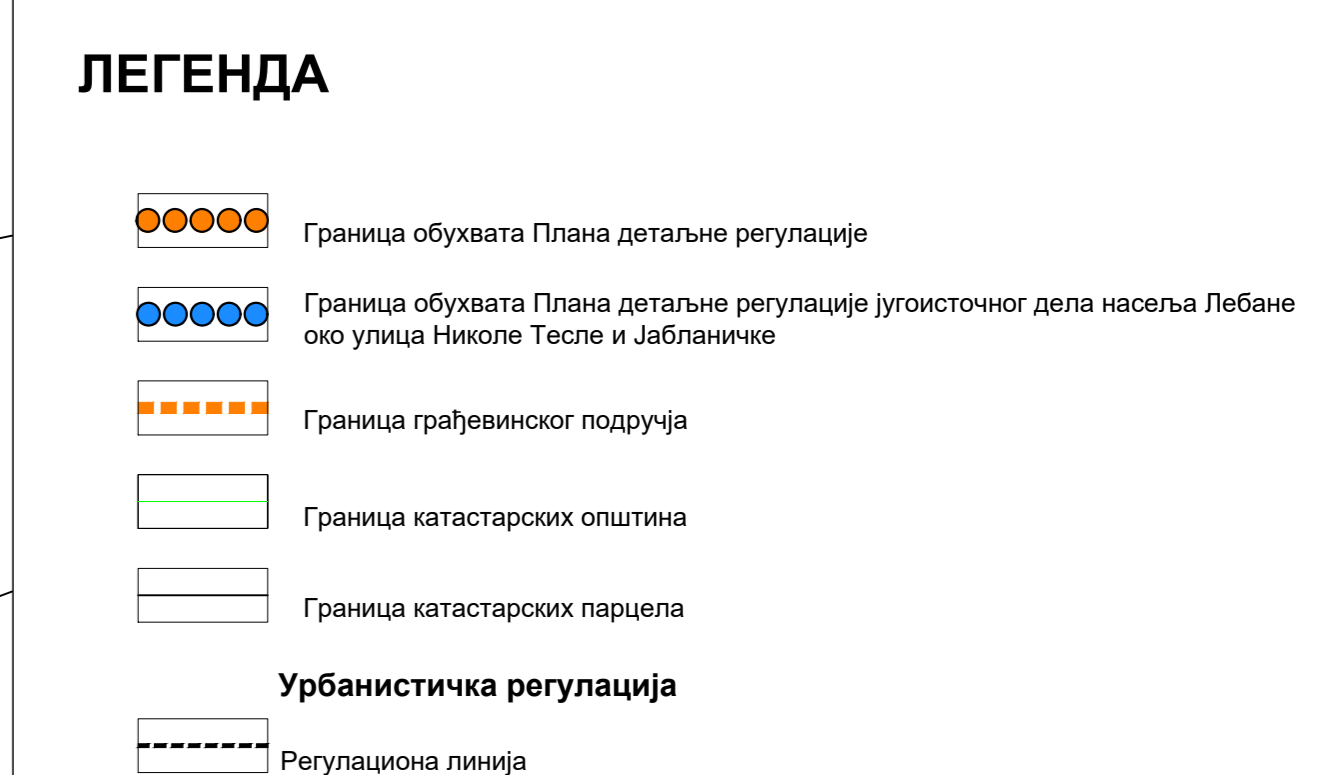 ЛЕГЕНДА
Граница обухвата Плана детаљне регулације
Граница обухвата Плана детаљне регулације југоисточног дела насеља Лебане
око улица Николе Тесле и Јабланичке
Граница грађевинског подручја
Граница катастарских општина
Граница катастарских парцела
Урбанистичка регулација
Регулациона линија